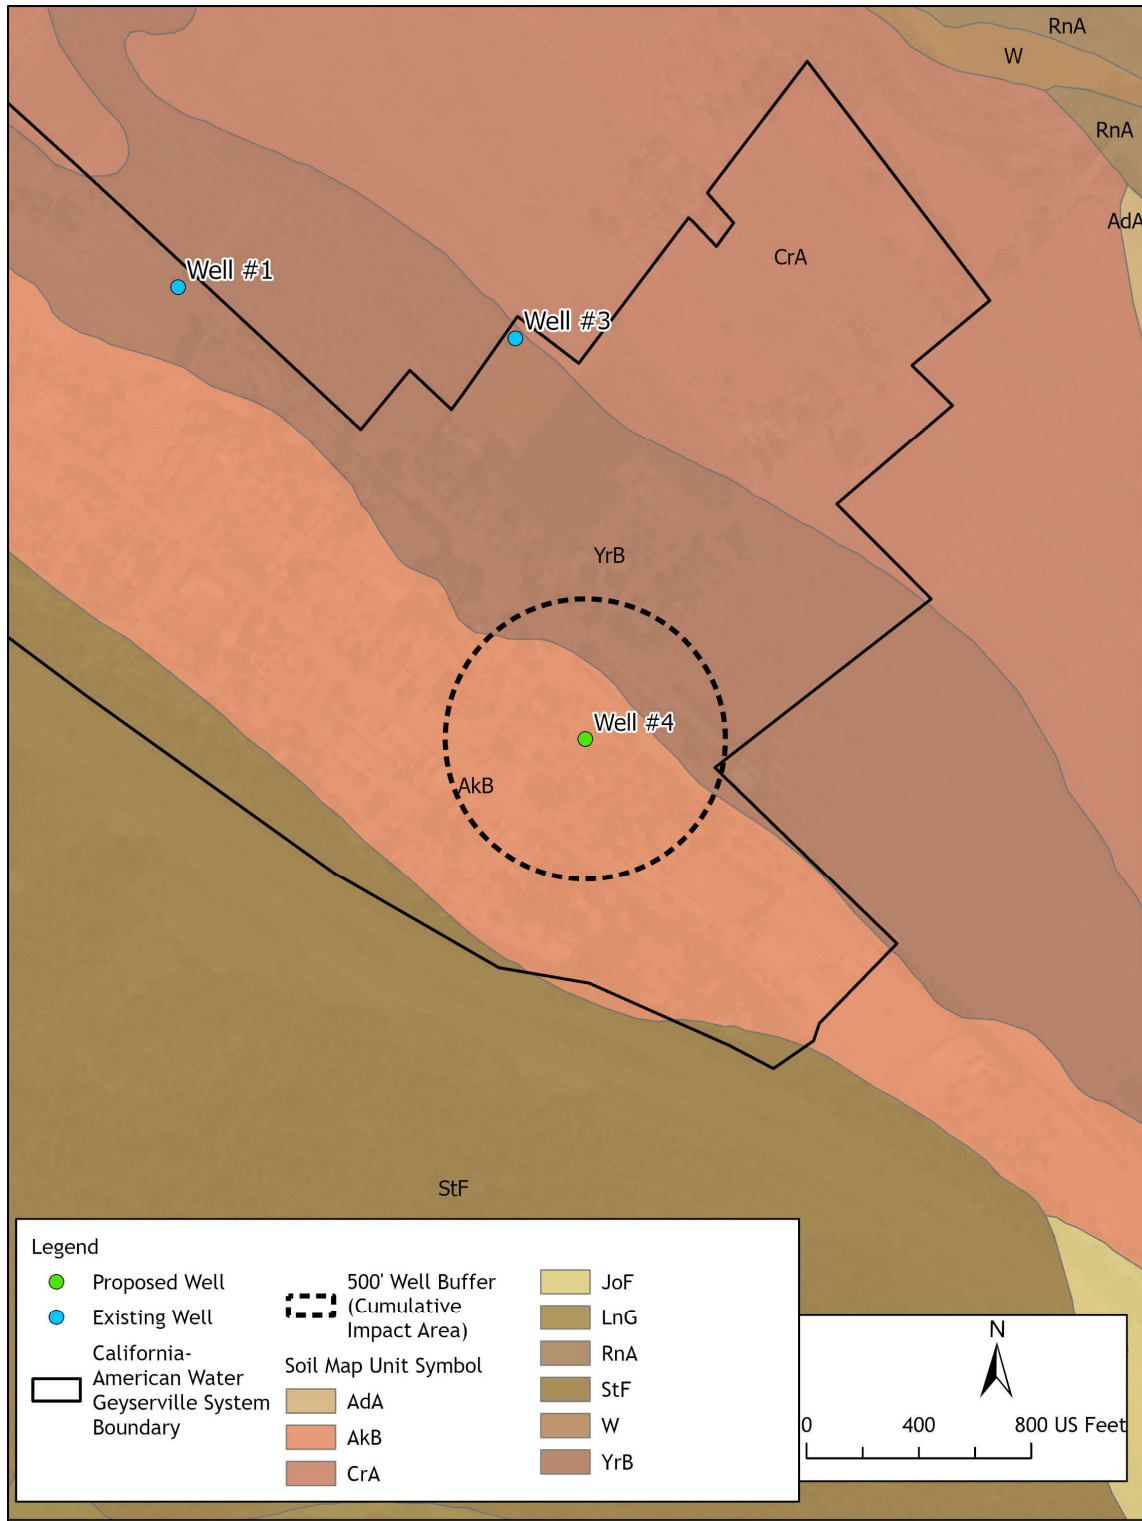 RnA
W
RnA
AdA
CrA
Well #1
Well #3
YrB
Well #4
AkB
StF
Legend
Proposed Well
Existing Well
California-
American Water
Geyserville System
Boundary
500' Well Buffer
(Cumulative
Impact Area)
Soil Map Unit Symbol
AdA
AkB
CrA
JoF
LnG
RnA
StF
W
YrB
N
0 400 800 US Feet